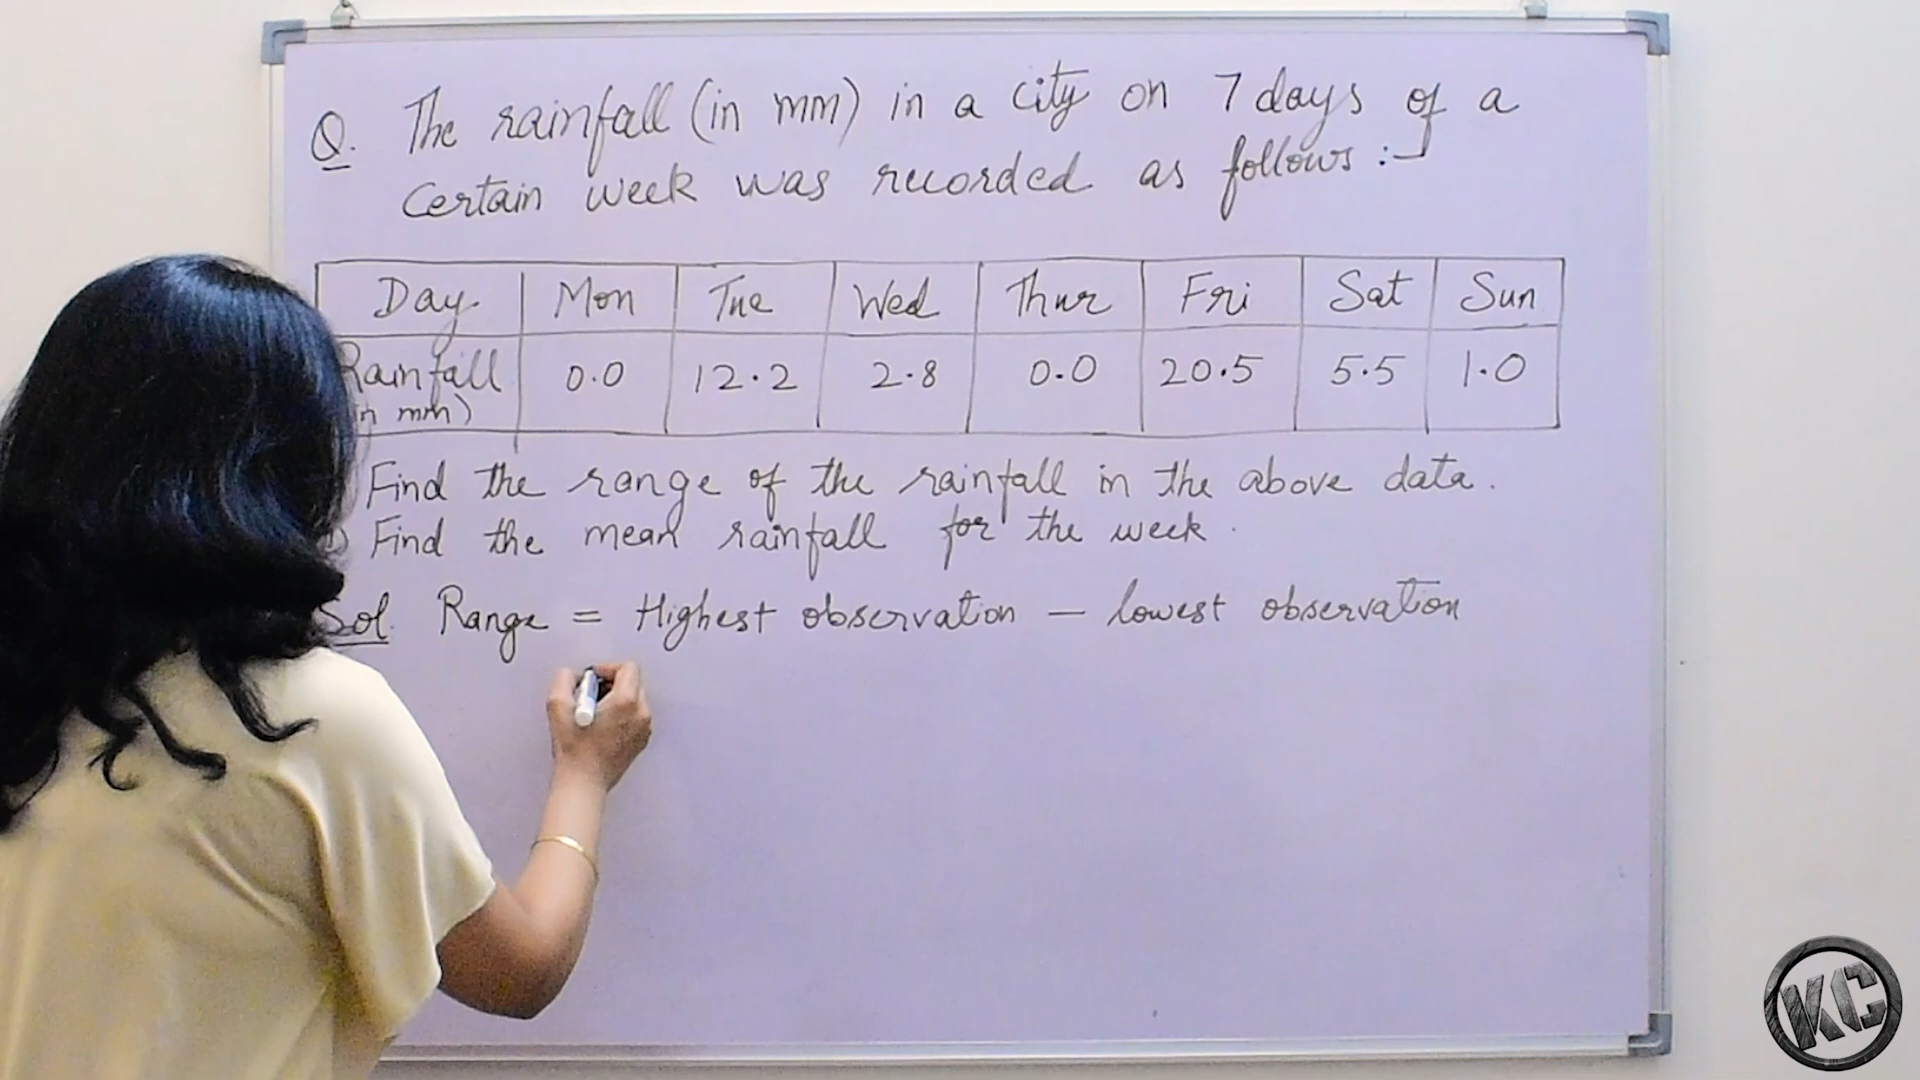 Q. The rainfall (in mm) in a city on 7 days of a
certain week was recorded as follows :-
Day Mon Tue Wed Thur Fri Sat Sun
Rainfall 0.0 12.2 2.8 0.0 20.5 5.5 1.0
in mm)
Find the range of the rainfall in the above data.
) Find the mean rainfall for the week.
Sol. Range = Highest observation - lowest observation
KC